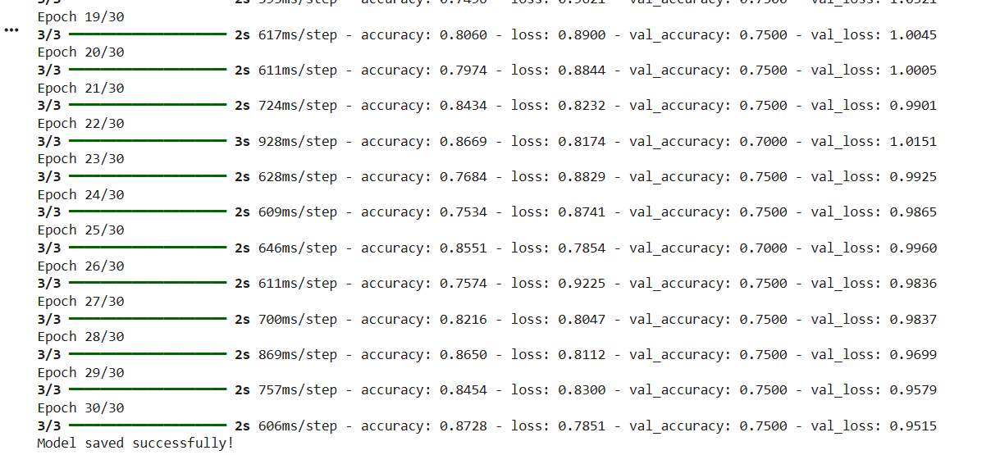 Epoch 19/30
3/3 ━━━━━━━━━━━━━━━━━━━━ 2s 617ms/step - accuracy: 0.8060 - loss: 0.8900 - val_accuracy: 0.7500 - val_loss: 1.0045
Epoch 20/30
3/3 ━━━━━━━━━━━━━━━━━━━━ 2s 611ms/step - accuracy: 0.7974 - loss: 0.8844 - val_accuracy: 0.7500 - val_loss: 1.0005
Epoch 21/30
3/3 ━━━━━━━━━━━━━━━━━━━━ 2s 724ms/step - accuracy: 0.8434 - loss: 0.8232 - val_accuracy: 0.7500 - val_loss: 0.9901
Epoch 22/30
3/3 ━━━━━━━━━━━━━━━━━━━━ 3s 928ms/step - accuracy: 0.8669 - loss: 0.8174 - val_accuracy: 0.7000 - val_loss: 1.0151
Epoch 23/30
3/3 ━━━━━━━━━━━━━━━━━━━━ 2s 628ms/step - accuracy: 0.7684 - loss: 0.8829 - val_accuracy: 0.7500 - val_loss: 0.9925
Epoch 24/30
3/3 ━━━━━━━━━━━━━━━━━━━━ 2s 609ms/step - accuracy: 0.7534 - loss: 0.8741 - val_accuracy: 0.7500 - val_loss: 0.9865
Epoch 25/30
3/3 ━━━━━━━━━━━━━━━━━━━━ 2s 646ms/step - accuracy: 0.8551 - loss: 0.7854 - val_accuracy: 0.7000 - val_loss: 0.9960
Epoch 26/30
3/3 ━━━━━━━━━━━━━━━━━━━━ 2s 611ms/step - accuracy: 0.7574 - loss: 0.9225 - val_accuracy: 0.7500 - val_loss: 0.9836
Epoch 27/30
3/3 ━━━━━━━━━━━━━━━━━━━━ 2s 700ms/step - accuracy: 0.8216 - loss: 0.8047 - val_accuracy: 0.7500 - val_loss: 0.9837
Epoch 28/30
3/3 ━━━━━━━━━━━━━━━━━━━━ 2s 869ms/step - accuracy: 0.8650 - loss: 0.8112 - val_accuracy: 0.7500 - val_loss: 0.9699
Epoch 29/30
3/3 ━━━━━━━━━━━━━━━━━━━━ 2s 757ms/step - accuracy: 0.8454 - loss: 0.8300 - val_accuracy: 0.7500 - val_loss: 0.9579
Epoch 30/30
3/3 ━━━━━━━━━━━━━━━━━━━━ 2s 606ms/step - accuracy: 0.8728 - loss: 0.7851 - val_accuracy: 0.7500 - val_loss: 0.9515
Model saved successfully!